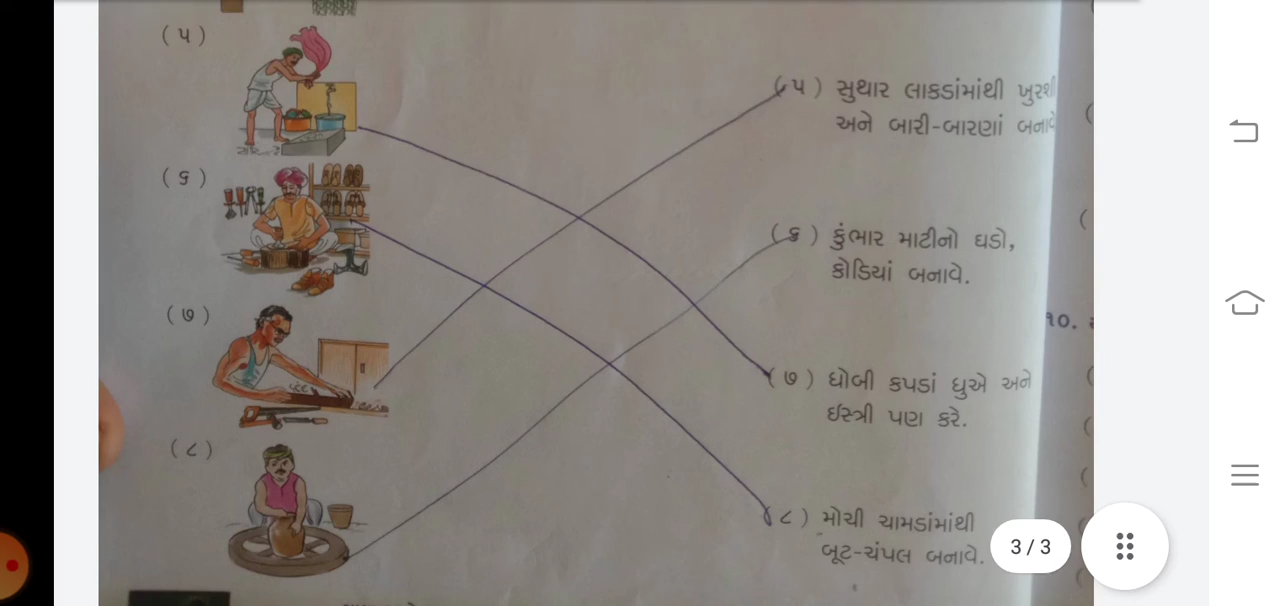 (૫)
(૫) સુથાર લાકડાંમાંથી ખુરશી
અને બારી-બારણાં બનાવે
(૬)
(૬) કુંભાર માટીનો ઘડો,
કોડિયાં બનાવે.
(૭)
૧૦.
(૭) ધોબી કપડાં ધુએ અને
ઈસ્ત્રી પણ કરે.
(૮)
(૮) મોચી ચામડાંમાંથી
બૂટ-ચંપલ બનાવે.
3/3